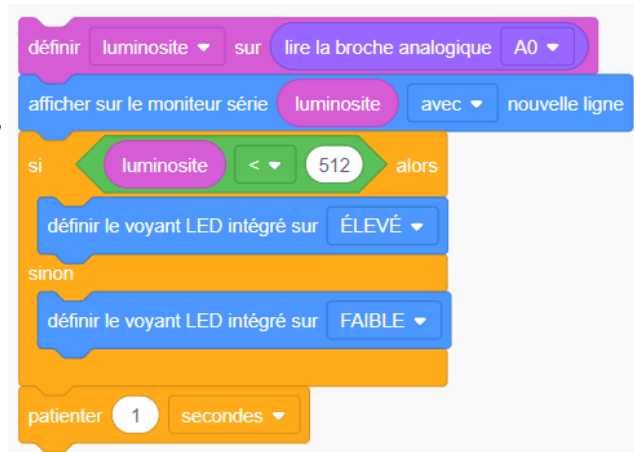 définir luminosite sur lire la broche analogique A0
afficher sur le moniteur série luminosite avec nouvelle ligne
si luminosite < 512 alors
définir le voyant LED intégré sur ÉLEVÉ
sinon
définir le voyant LED intégré sur FAIBLE
patienter 1 secondes